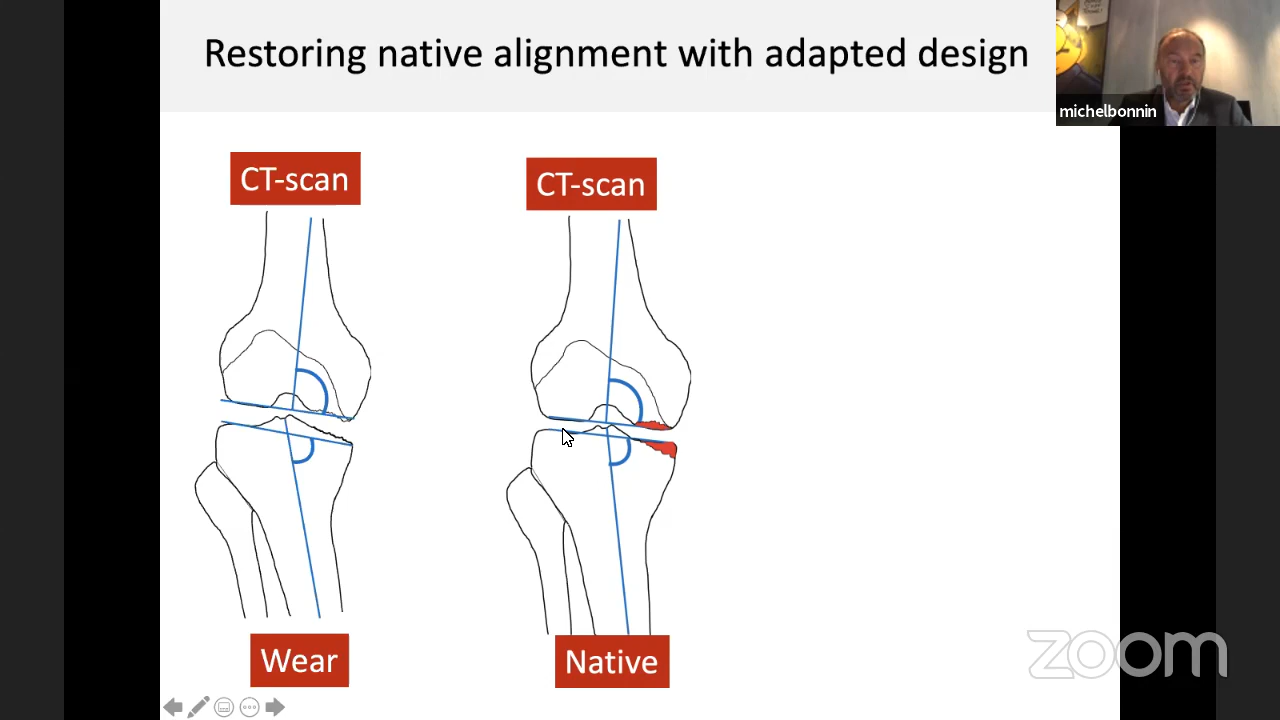 Restoring native alignment with adapted design
michelbonnin
CT-scan
CT-scan
Wear
Native
zoom